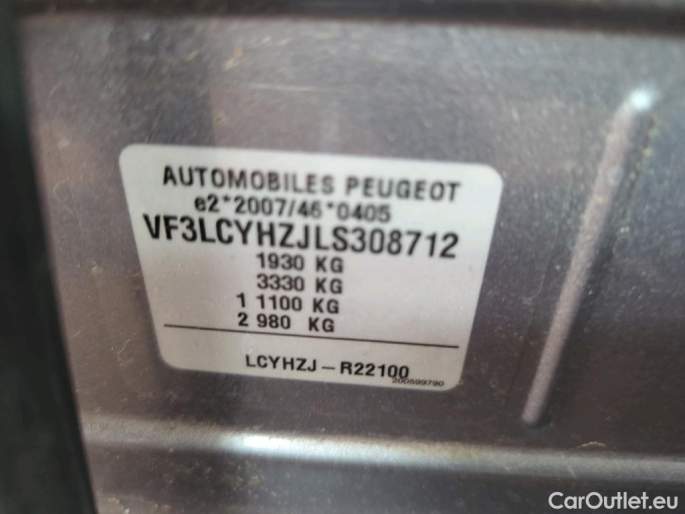 AUTOMOBILES PEUGEOT
e2*2007/46*0405
VF3LCYHZJLS308712
1930 KG
3330 KG
1 1100 KG
2 980 KG
LCYHZJ – R22100
200599790
CarOutlet.eu